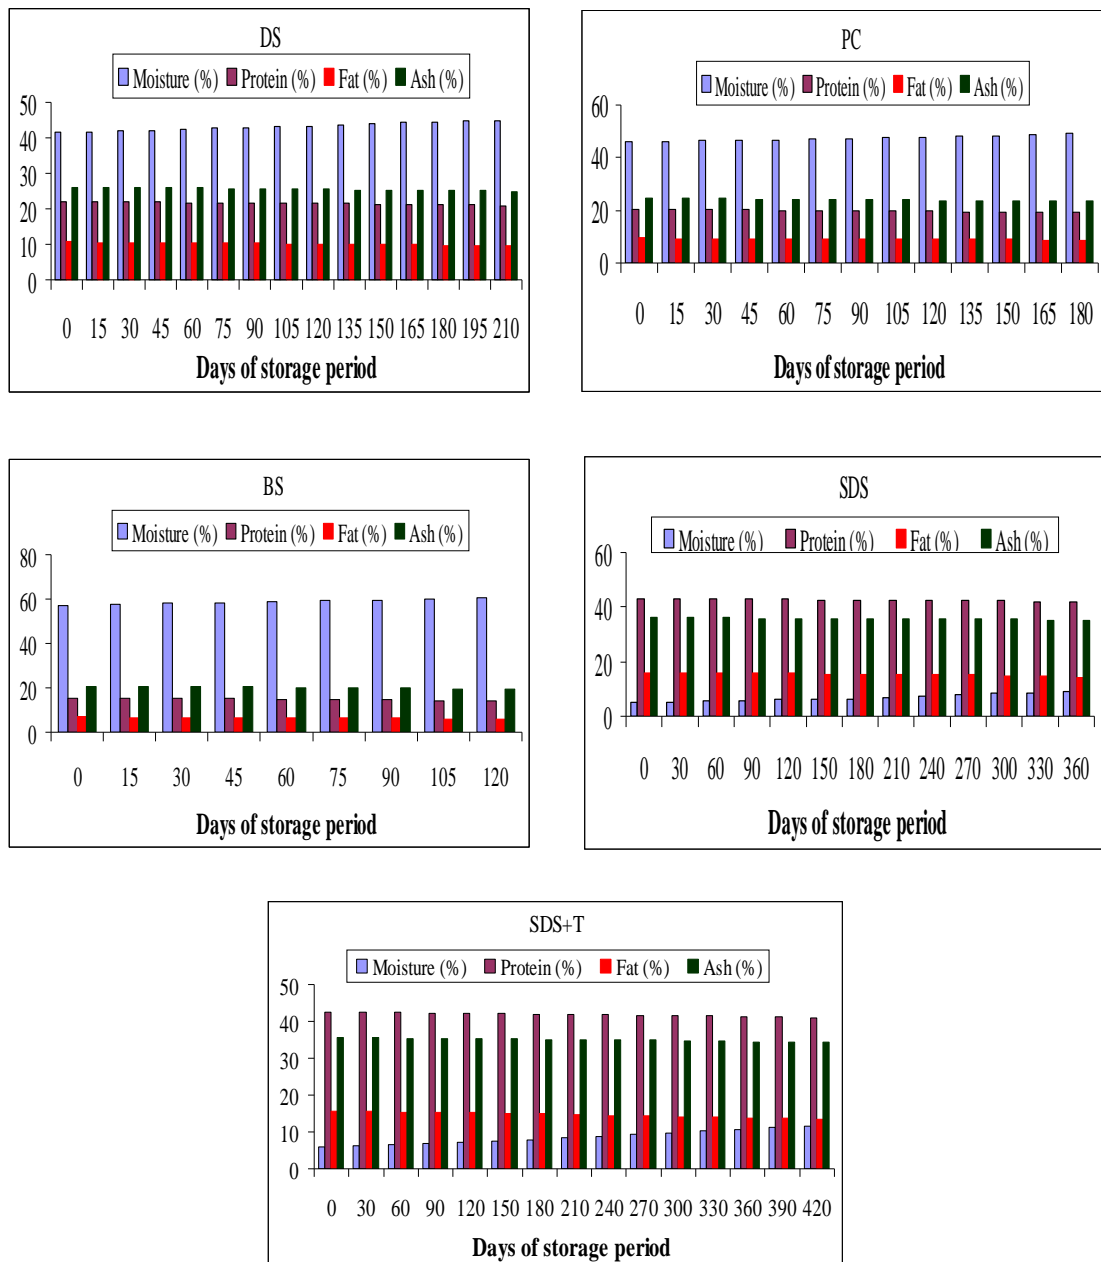 DS
Moisture (%) Protein (%) Fat (%) Ash (%)
50
40
30
20
10
0
0 15 30 45 60 75 90 105 120 135 150 165 180 195 210
Days of storage period
PC
Moisture (%) Protein (%) Fat (%) Ash (%)
60
40
20
0
0 15 30 45 60 75 90 105 120 135 150 165 180
Days of storage period
BS
Moisture (%) Protein (%) Fat (%) Ash (%)
80
60
40
20
0
0 15 30 45 60 75 90 105 120
Days of storage period
SDS
Moisture (%) Protein (%) Fat (%) Ash (%)
60
40
20
0
0 30 60 90 120 150 180 210 240 270 300 330 360
Days of storage period
SDS+T
Moisture (%) Protein (%) Fat (%) Ash (%)
50
40
30
20
10
0
0 30 60 90 120 150 180 210 240 270 300 330 360 390 420
Days of storage period